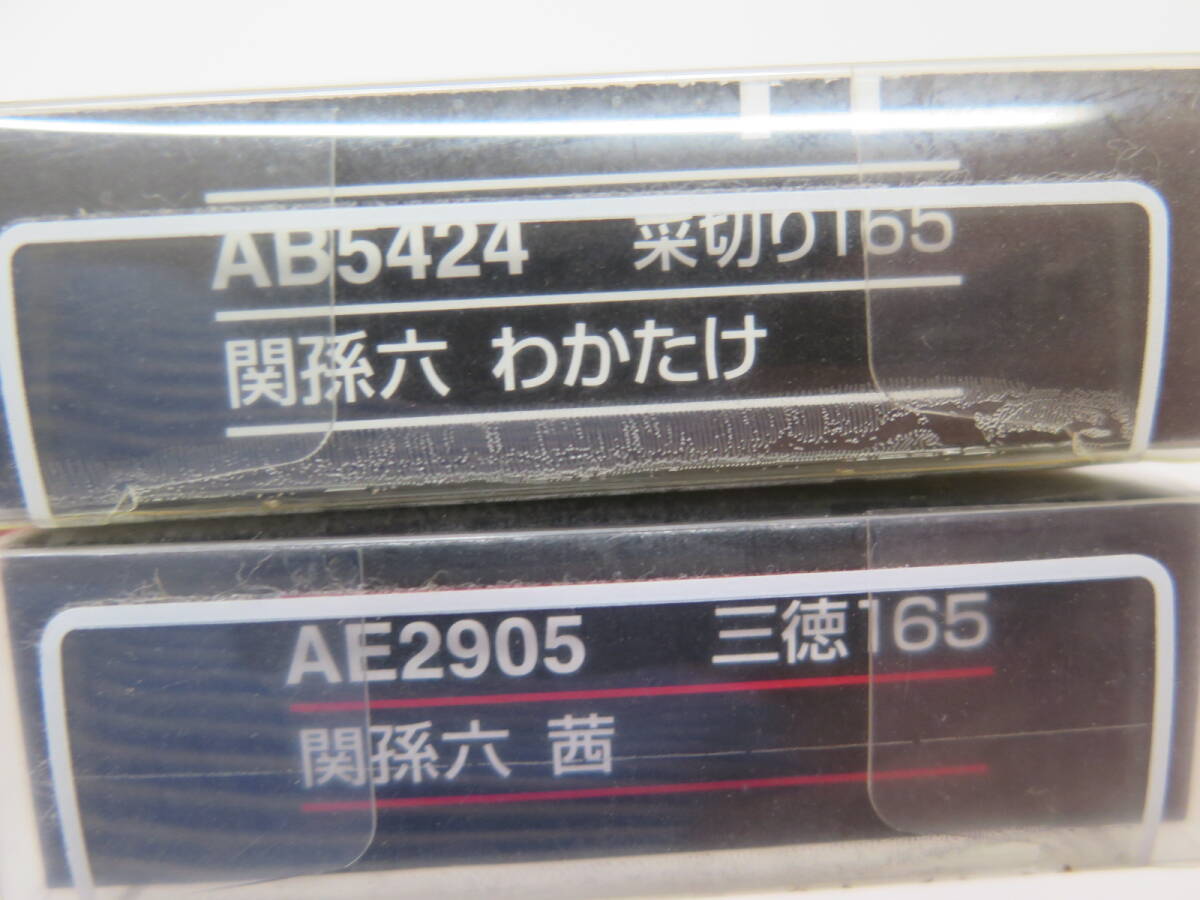 AB5424 菜切り165
関孫六 わかたけ
AE2905 三徳165
関孫六 茜